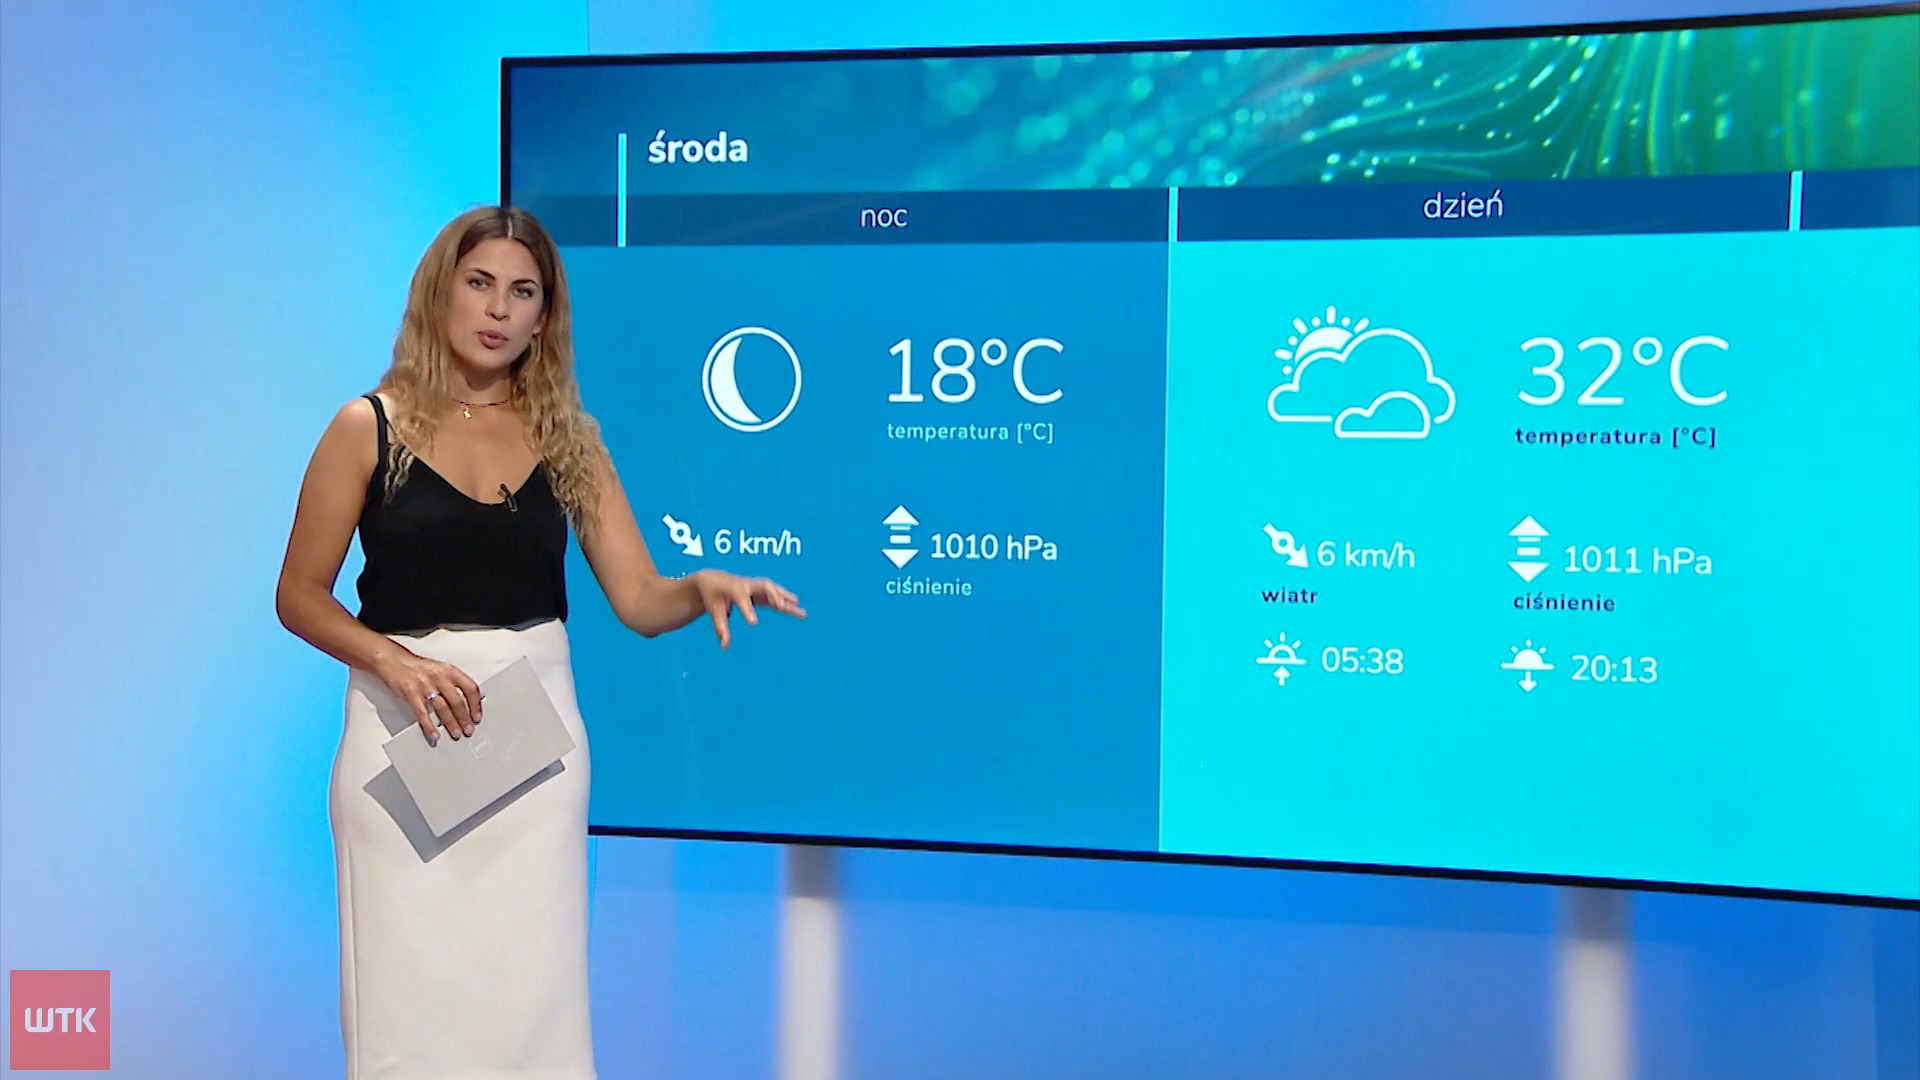 środa
noc
dzień
18°C
temperatura [°C]
32°C
temperatura [°C]
6 km/h
1010 hPa
ciśnienie
6 km/h
wiatr
1011 hPa
ciśnienie
05:38
20:13
WTK